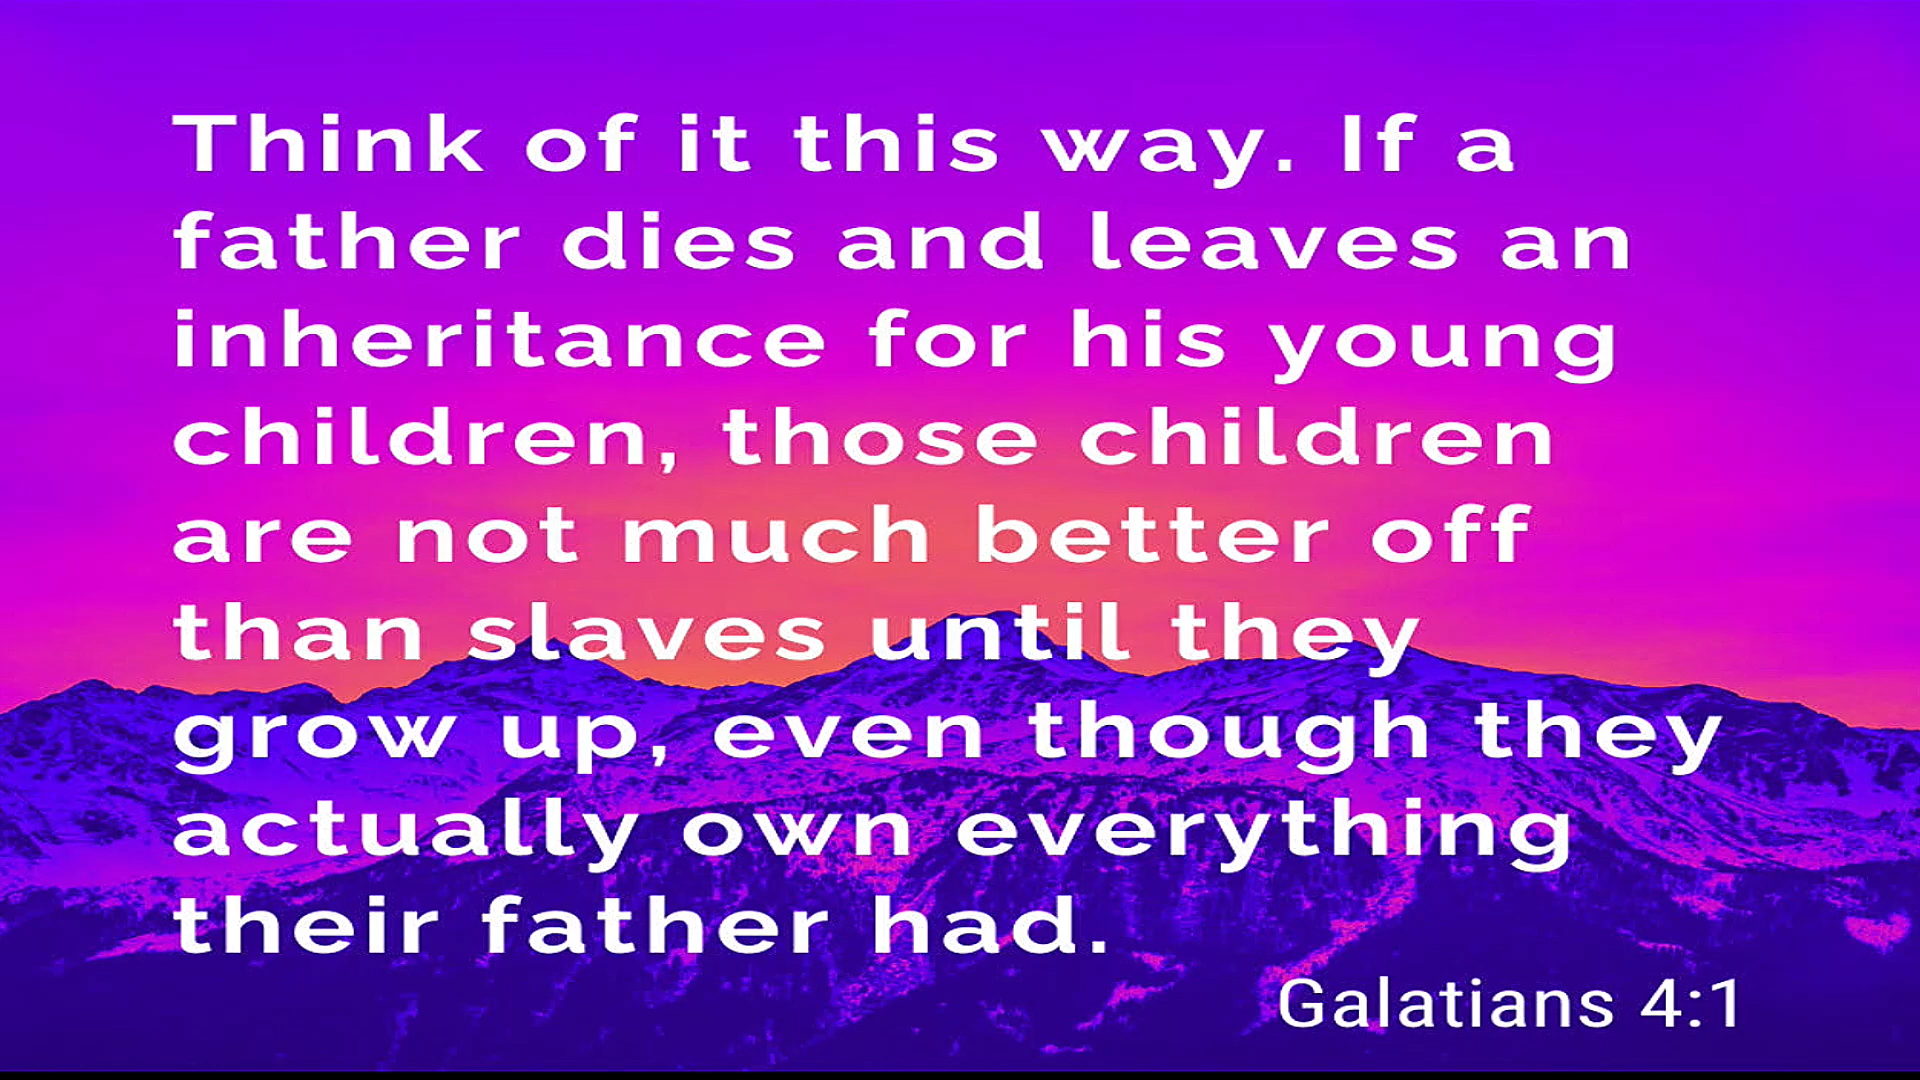 Think of it this way. If a
father dies and leaves an
inheritance for his young
children, those children
are not much better off
than slaves until they
grow up, even though they
actually own everything
their father had.
Galatians 4:1